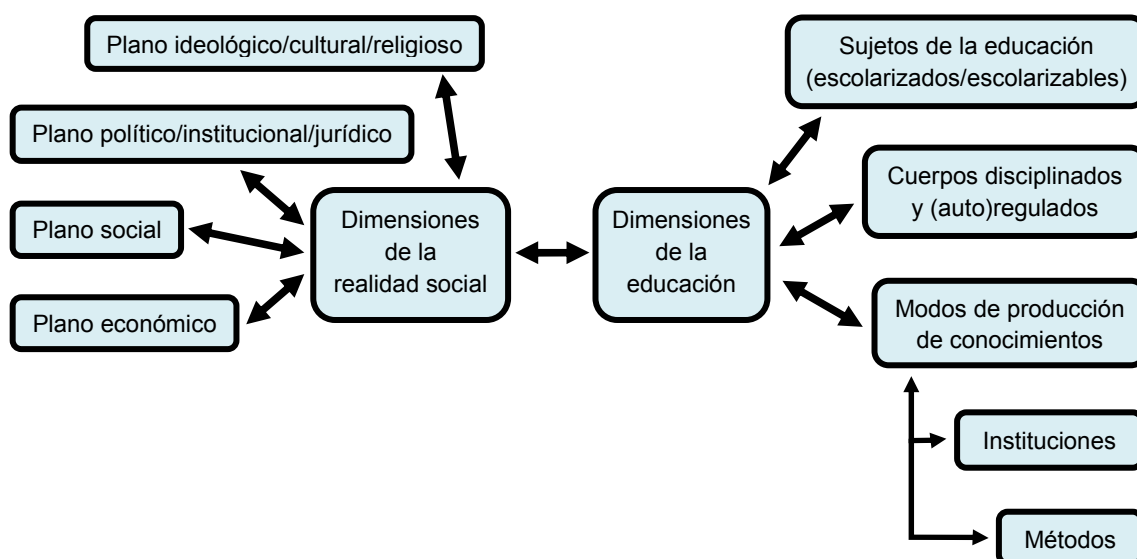 Plano ideológico/cultural/religioso
Plano político/institucional/jurídico
Plano social
Plano económico
Dimensiones
de la
realidad social
Dimensiones
de la
educación
Sujetos de la educación
(escolarizados/escolarizables)
Cuerpos disciplinados
y (auto)regulados
Modos de producción
de conocimientos
Instituciones
Métodos